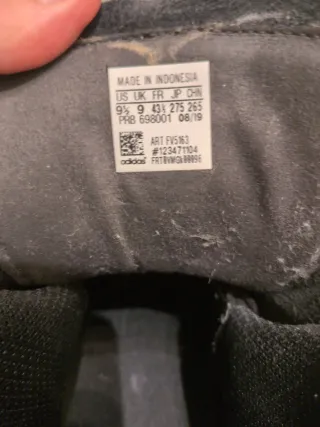 MADE IN INDONESIA
US UK FR JP CHN
9½ 9 43⅓ 275 265
PRB 698001 08/19
ART FV5163
#123471104
adidas